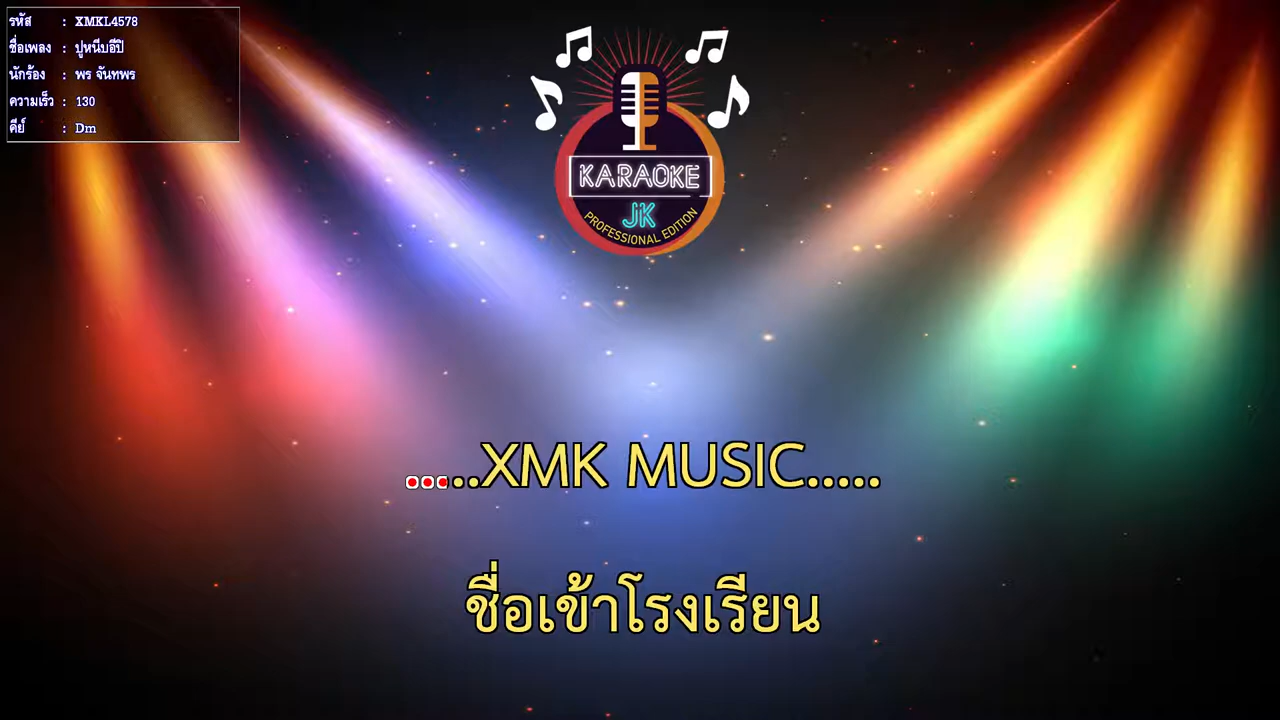 รหัส : XMKL4578
ชื่อเพลง : ปูหนีบอีปิ
นักร้อง : พร จันทพร
ความเร็ว : 130
คีย์ : Dm
KARAOKE
JK
PROFESSIONAL EDITION
.....XMK MUSIC.....
ชื่อเข้าโรงเรียน